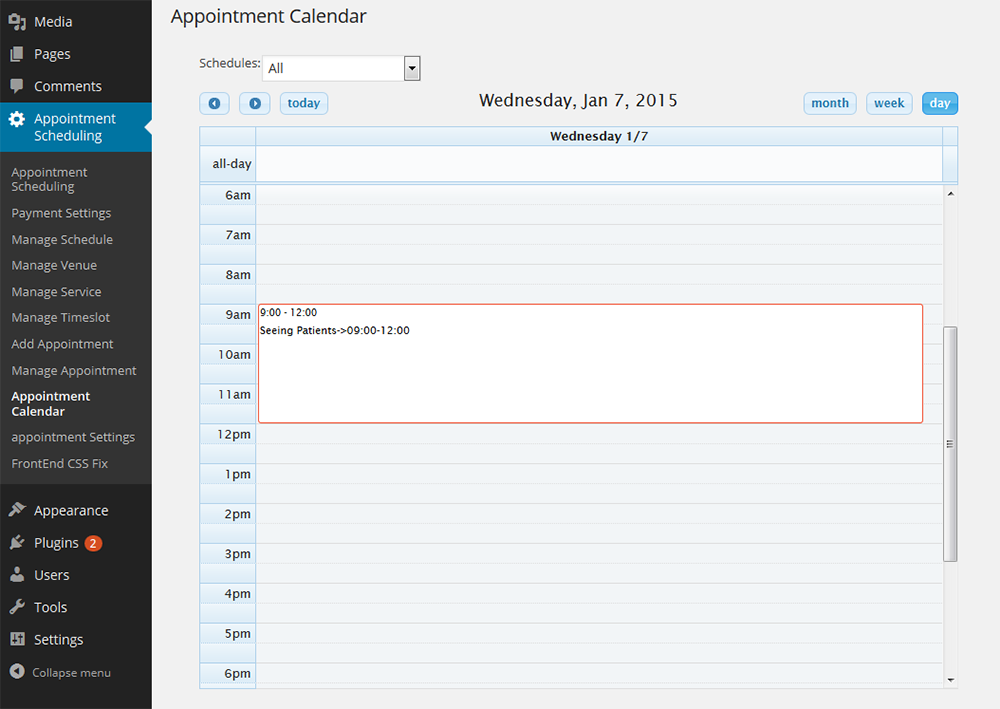 Media
Pages
Comments
Appointment
Scheduling
Appointment
Scheduling
Payment Settings
Manage Schedule
Manage Venue
Manage Service
Manage Timeslot
Add Appointment
Manage Appointment
Appointment
Calendar
appointment Settings
FrontEnd CSS Fix
Appearance
Plugins 2
Users
Tools
Settings
Collapse menu
Appointment Calendar
Schedules: All
today Wednesday, Jan 7, 2015 month week day
Wednesday 1/7
all-day
6am
7am
8am
9am 9:00 - 12:00
Seeing Patients->09:00-12:00
10am
11am
12pm
1pm
2pm
3pm
4pm
5pm
6pm